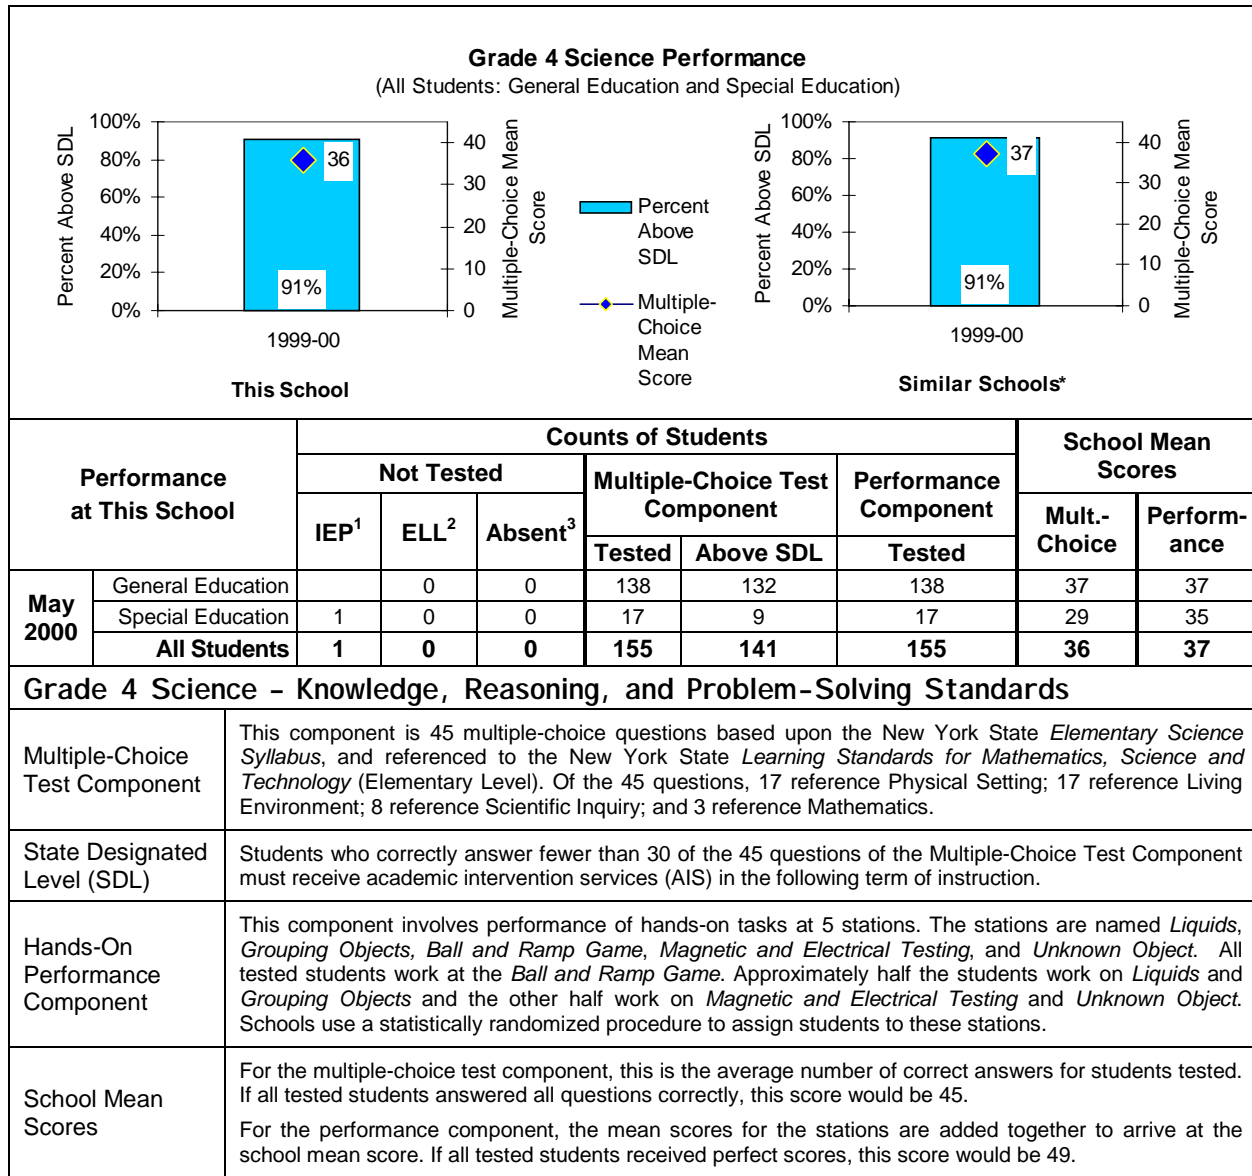 Grade 4 Science Performance
(All Students: General Education and Special Education)
Percent Above SDL
100%
80%
60%
40%
20%
0%
36
91%
40
30
20
10
0
Multiple-Choice Mean
Score
1999-00
This School
Percent
Above
SDL
Multiple-
Choice
Mean
Score
Percent Above SDL
100%
80%
60%
40%
20%
0%
37
91%
40
30
20
10
0
Multiple-Choice Mean
Score
1999-00
Similar Schools*
Performance
at This School
Counts of Students
School Mean
Scores
Not Tested
Multiple-Choice Test
Component
Performance
Component
IEP1 ELL2 Absent3
Tested Above SDL Tested
Mult.-
Choice
Perform-
ance
May
2000
General Education 0 0 138 132 138 37 37
Special Education 1 0 0 17 9 17 29 35
All Students 1 0 0 155 141 155 36 37
Grade 4 Science – Knowledge, Reasoning, and Problem-Solving Standards
Multiple-Choice
Test Component
This component is 45 multiple-choice questions based upon the New York State Elementary Science
Syllabus, and referenced to the New York State Learning Standards for Mathematics, Science and
Technology (Elementary Level). Of the 45 questions, 17 reference Physical Setting; 17 reference Living
Environment; 8 reference Scientific Inquiry; and 3 reference Mathematics.
State Designated
Level (SDL)
Students who correctly answer fewer than 30 of the 45 questions of the Multiple-Choice Test Component
must receive academic intervention services (AIS) in the following term of instruction.
Hands-On
Performance
Component
This component involves performance of hands-on tasks at 5 stations. The stations are named Liquids,
Grouping Objects, Ball and Ramp Game, Magnetic and Electrical Testing, and Unknown Object. All
tested students work at the Ball and Ramp Game. Approximately half the students work on Liquids and
Grouping Objects and the other half work on Magnetic and Electrical Testing and Unknown Object.
Schools use a statistically randomized procedure to assign students to these stations.
School Mean
Scores
For the multiple-choice test component, this is the average number of correct answers for students tested.
If all tested students answered all questions correctly, this score would be 45.
For the performance component, the mean scores for the stations are added together to arrive at the
school mean score. If all tested students received perfect scores, this score would be 49.